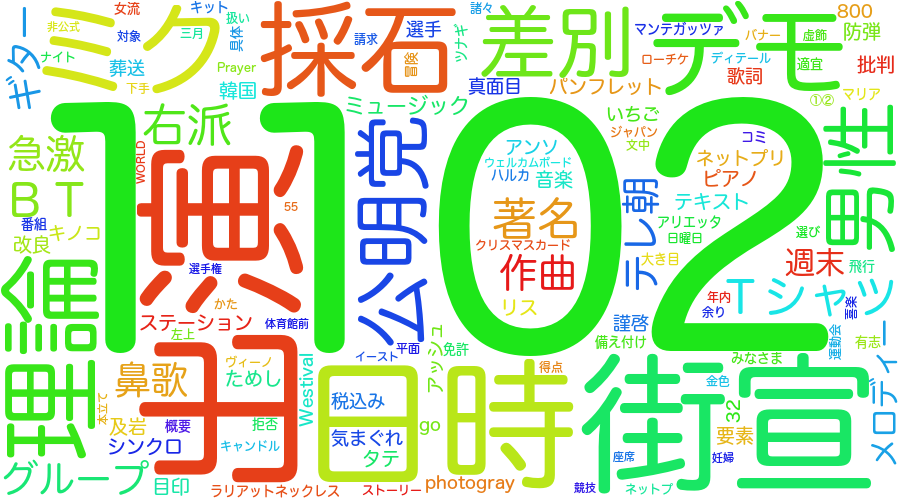 女流
キット
扱い
三月
具体
対象
非公式
ミク
ナイト
ギター
葬送
下手
Prayer
韓国
採石
冒険
請求
選手
ツナギ
諸々
真面目
差別
パンフレット
ミュージック
デモ
マンテガッツァ
ローチケ
バナー
ディテール
歌詞
虚飾
800
防弾
適宜
批判
①②
マリア
いちご
ジャパン
文中
コミ
1102
右派
WORLD
急激
BT
番組
改良
キノコ
演
55
選手権
かた
公明党
アンソ
ウェルカムボード
ハルカ
音楽
著名
クリスマスカード
作曲
リス
テレ朝
ネットプリ
ピアノ
テキスト
アリエッタ
日曜日
大き目
男性
選び
週末
飛行
Tシャツ
年内
余り
音楽
理論
ステーション
左上
体育館前
平面
イースト
アッシュ
免許
謹啓
備え付け
みなさま
運動会
有志
メロディー
鼻歌
ヴィーノ
ためし
Westival
男
日時
税込み
気まぐれ
タテ
go
得点
街宣
金色
32
要素
妊婦
座席
ネットプ
競技
本立て
及岩
概要
拒否
シンクロ
キャンドル
グループ
目印
ラリアットネックレス
ストーリー
photogray